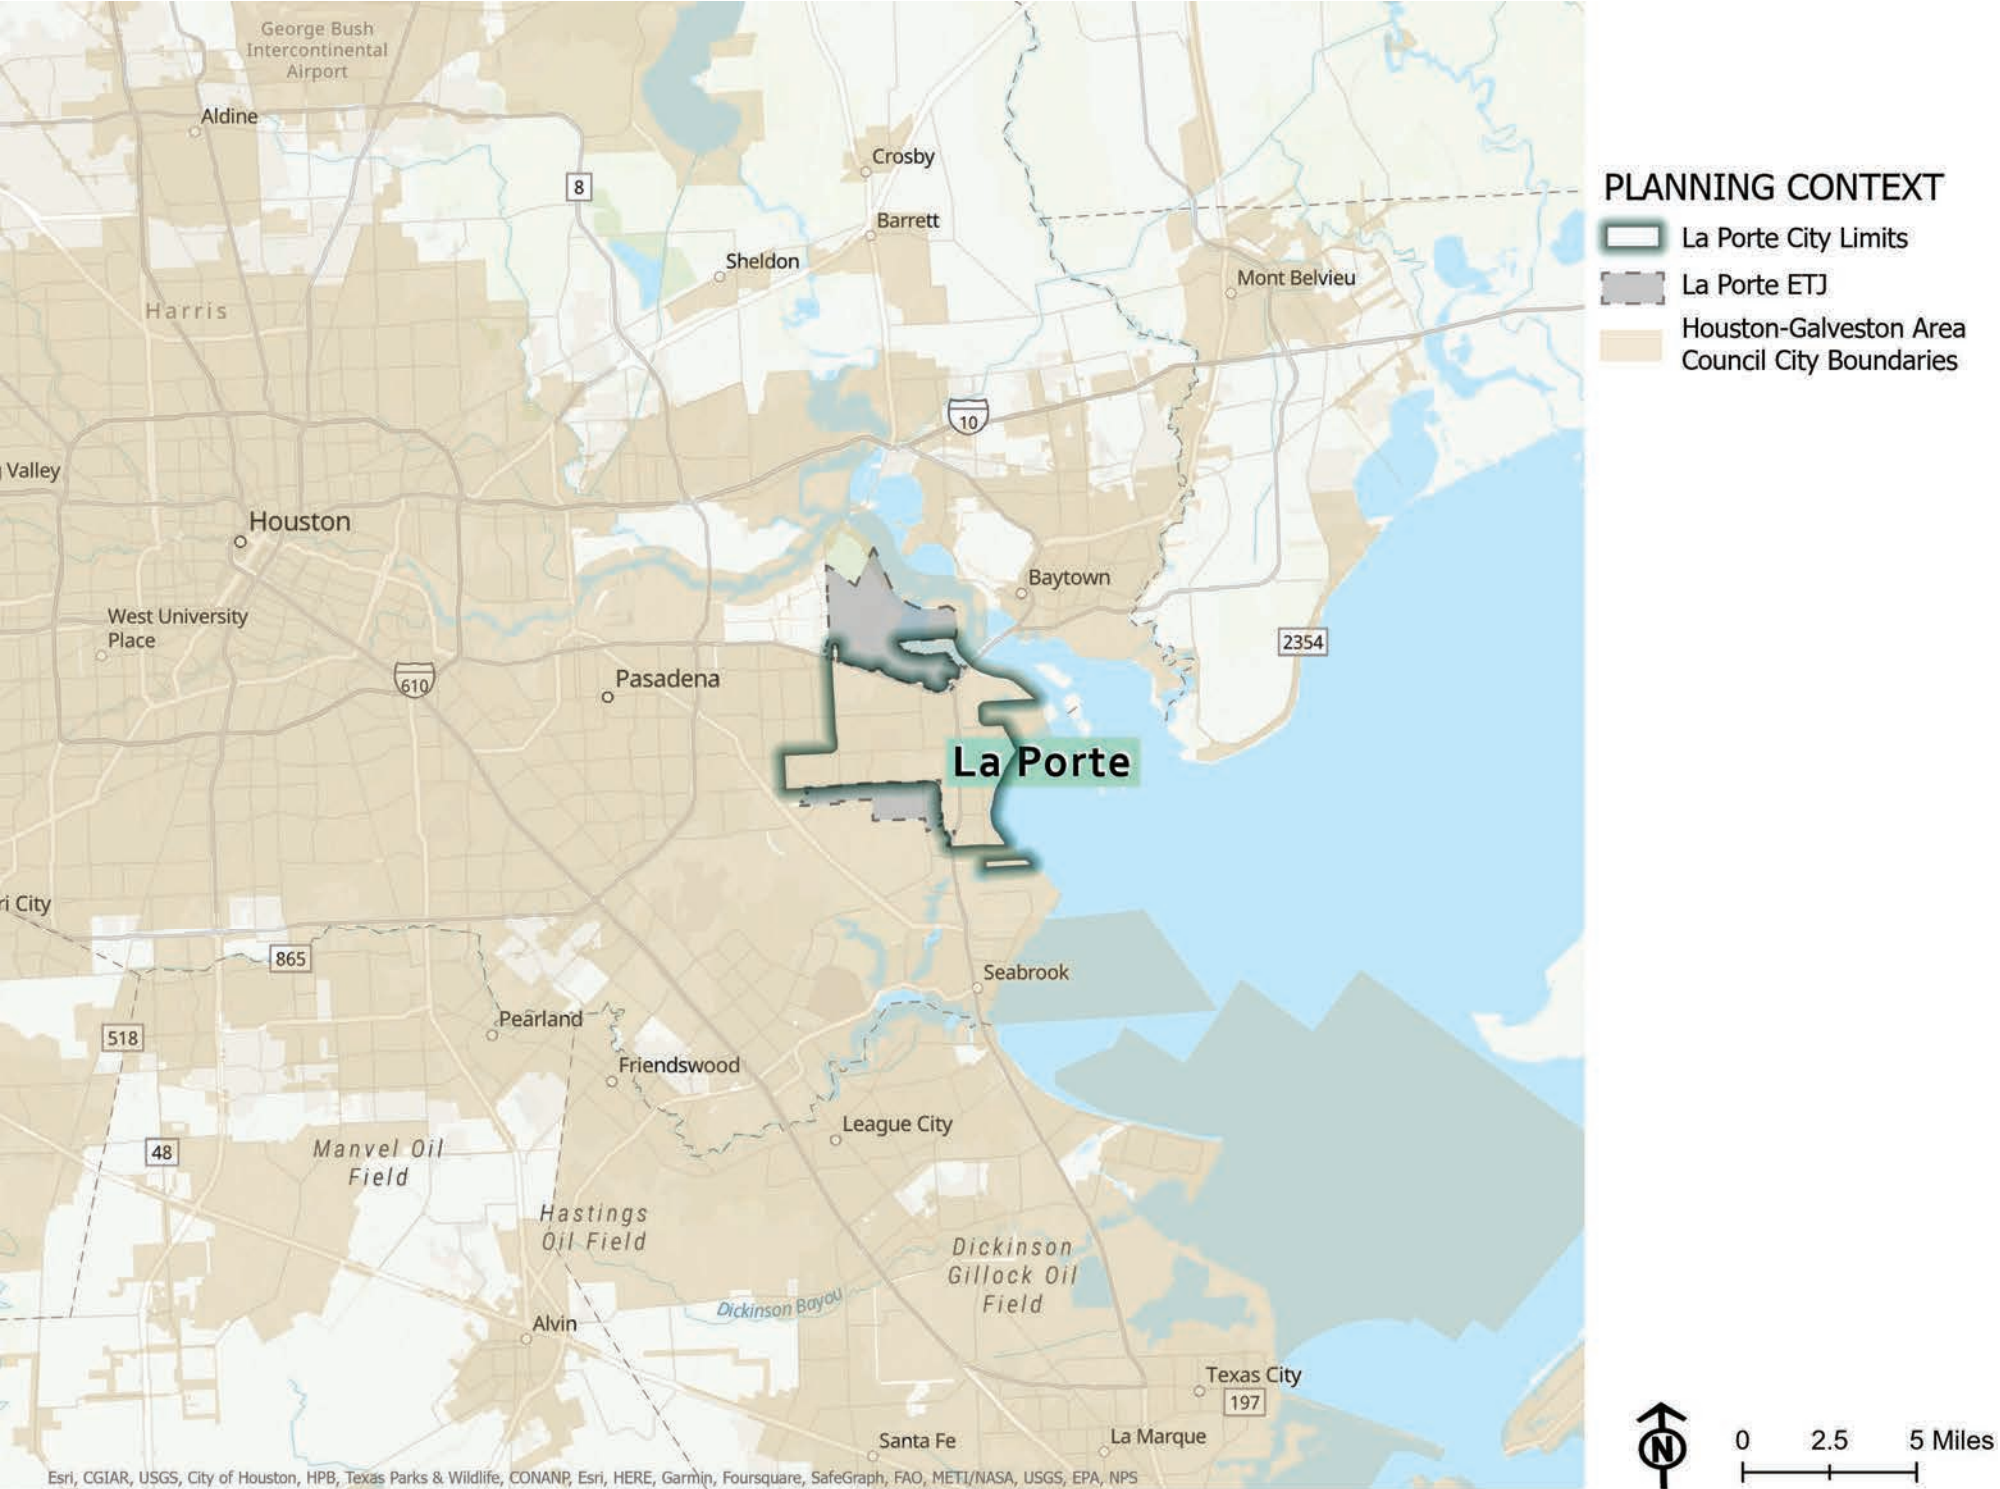 George Bush
Intercontinental
Airport
Aldine
Crosby
8
Barrett
Sheldon
Mont Belvieu
Harris
10
Valley
Houston
Baytown
West University
Place
2354
Pasadena
610
La Porte
ri City
865
Seabrook
Pearland
518
Friendswood
League City
Manvel Oil
Field
48
Hastings
Oil Field
Dickinson
Gillock Oil
Field
Dickinson Bayou
Alvin
Texas City
197
Santa Fe
La Marque
Esri, CGIAR, USGS, City of Houston, HPB, Texas Parks & Wildlife, CONANP, Esri, HERE, Garmin, Foursquare, SafeGraph, FAO, METI/NASA, USGS, EPA, NPS
PLANNING CONTEXT
La Porte City Limits
La Porte ETJ
Houston-Galveston Area
Council City Boundaries
N
0 2.5 5 Miles